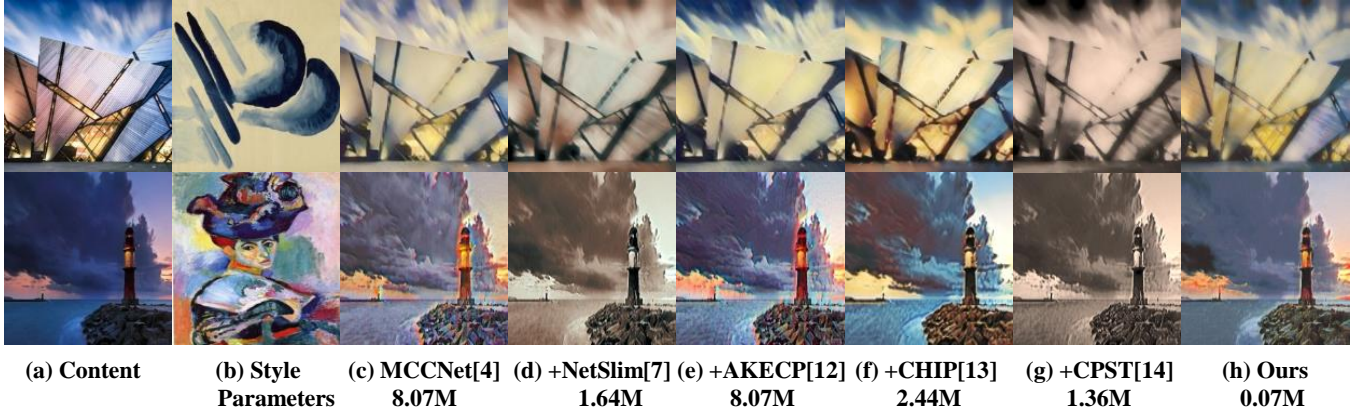 (a) Content (b) Style (c) MCCNet[4] (d) +NetSlim[7] (e) +AKECP[12] (f) +CHIP[13] (g) +CPST[14] (h) Ours
Parameters 8.07M 1.64M 8.07M 2.44M 1.36M 0.07M